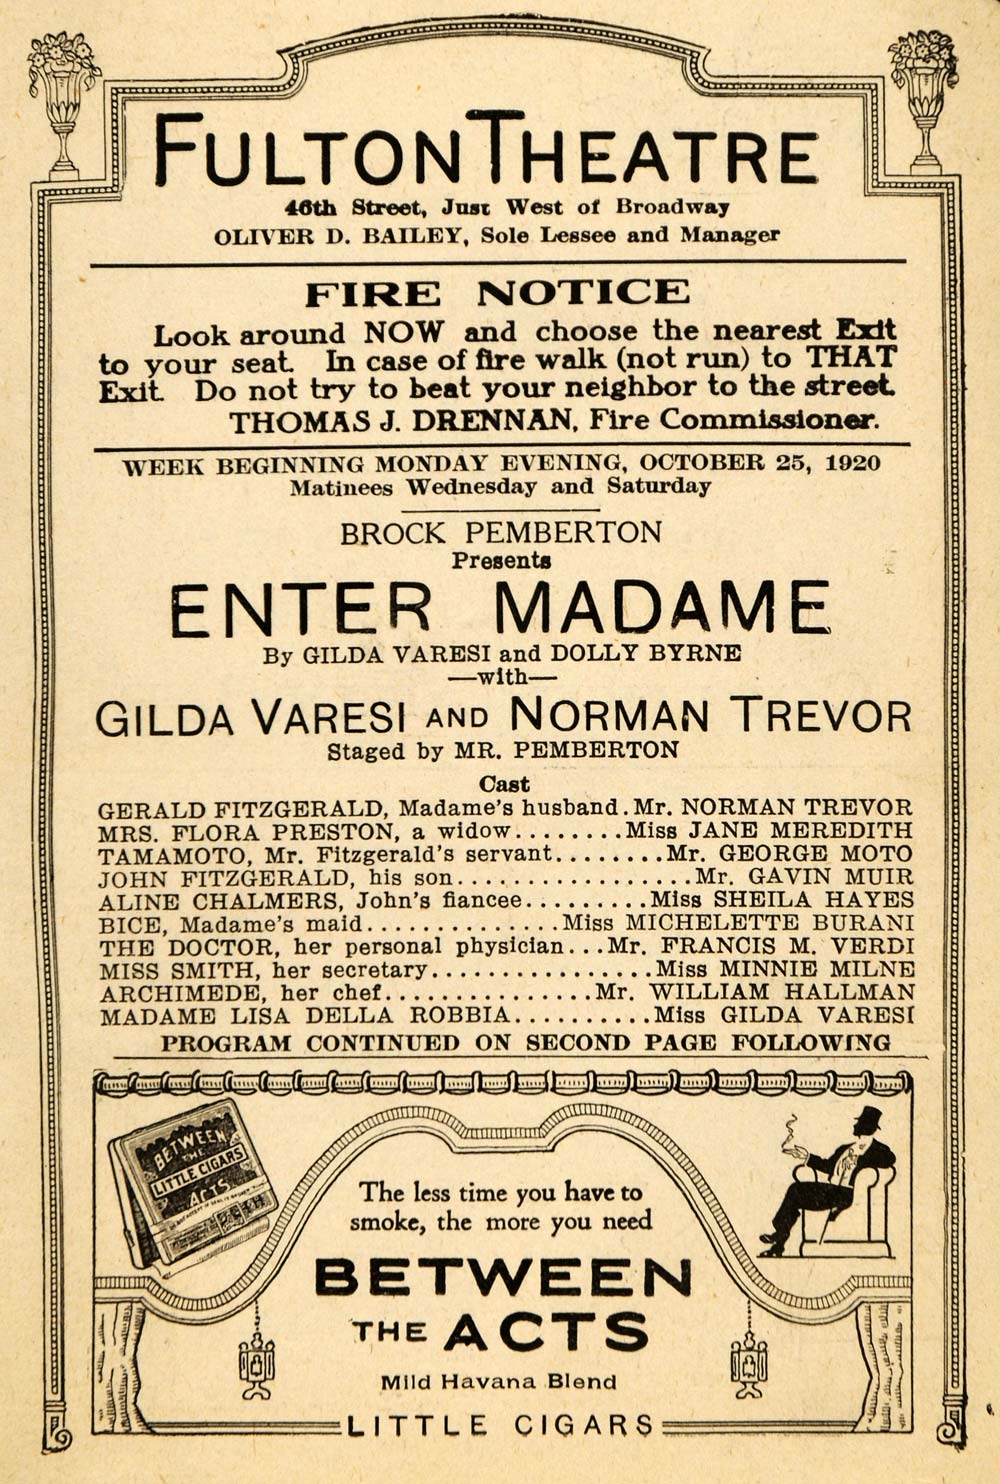 FULTON THEATRE
46th Street, Just West of Broadway
OLIVER D. BAILEY, Sole Lessee and Manager
FIRE NOTICE
Look around NOW and choose the nearest Exit
to your seat. In case of fire walk (not run) to THAT
Exit. Do not try to beat your neighbor to the street.
THOMAS J. DRENNAN, Fire Commissioner.
WEEK BEGINNING MONDAY EVENING, OCTOBER 25, 1920
Matinees Wednesday and Saturday
BROCK PEMBERTON
Presents
ENTER MADAME
By GILDA VARESI and DOLLY BYRNE
—with—
GILDA VARESI AND NORMAN TREVOR
Staged by MR. PEMBERTON
Cast
GERALD FITZGERALD, Madame's husband.Mr. NORMAN TREVOR
MRS. FLORA PRESTON, a widow........Miss JANE MEREDITH
TAMAMOTO, Mr. Fitzgerald's servant........Mr. GEORGE MOTO
JOHN FITZGERALD, his son.................Mr. GAVIN MUIR
ALINE CHALMERS, John's fiancee.........Miss SHEILA HAYES
BICE, Madame's maid..............Miss MICHELETTE BURANI
THE DOCTOR, her personal physician...Mr. FRANCIS M. VERDI
MISS SMITH, her secretary................Miss MINNIE MILNE
ARCHIMEDE, her chef...............Mr. WILLIAM HALLMAN
MADAME LISA DELLA ROBBIA..........Miss GILDA VARESI
PROGRAM CONTINUED ON SECOND PAGE FOLLOWING
BETWEEN
THE
LITTLE CIGARS
ACTS
The less time you have to
smoke, the more you need
BETWEEN
THE ACTS
Mild Havana Blend
LITTLE CIGARS